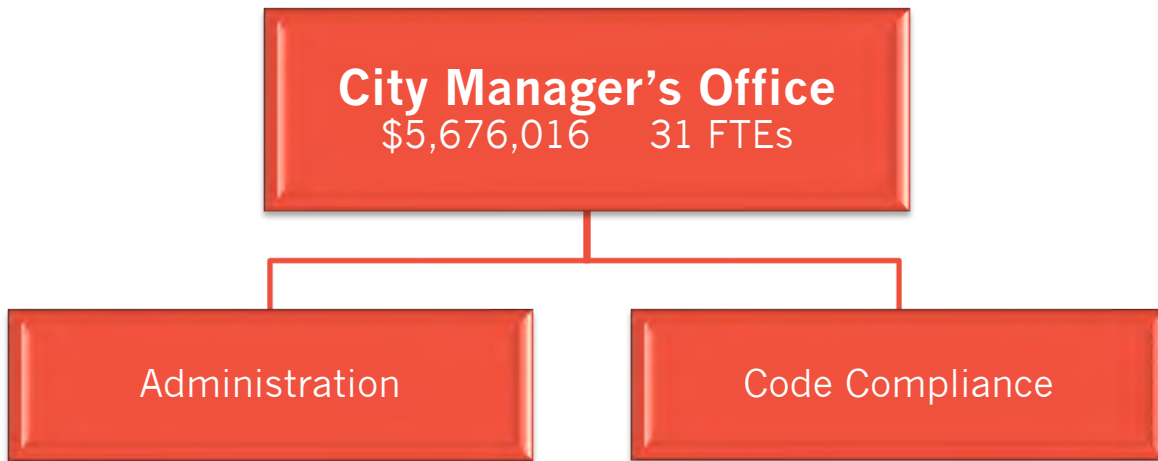 City Manager’s Office
$5,676,016 31 FTEs
Administration
Code Compliance